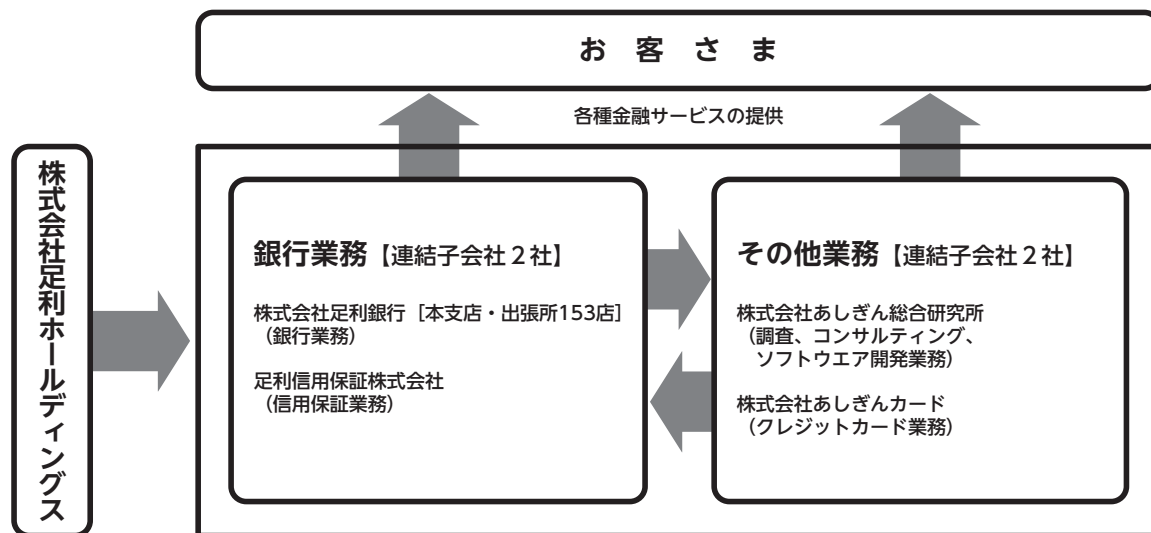 お 客 さ ま
各種金融サービスの提供
株式会社足利ホールディングス
銀行業務【連結子会社２社】
株式会社足利銀行［本支店・出張所153店］
（銀行業務）
足利信用保証株式会社
（信用保証業務）
その他業務【連結子会社２社】
株式会社あしぎん総合研究所
（調査、コンサルティング、
ソフトウエア開発業務）
株式会社あしぎんカード
（クレジットカード業務）